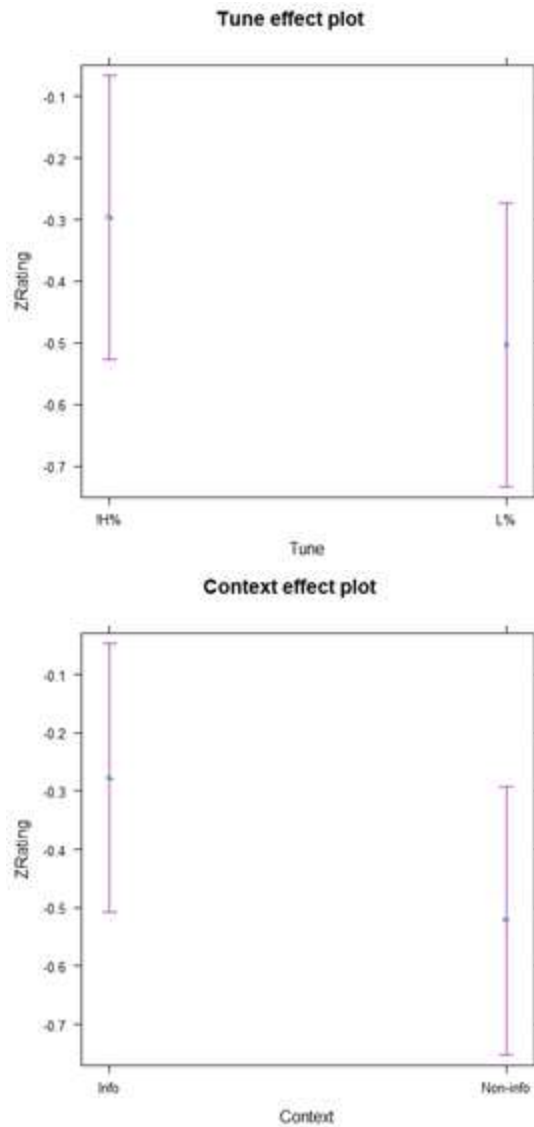 Tune effect plot
-0.1
-0.2
-0.3
-0.4
-0.5
-0.6
-0.7
ZRating
!H%
L%
Tune
Context effect plot
-0.1
-0.2
-0.3
-0.4
-0.5
-0.6
-0.7
ZRating
Info
Non-info
Context